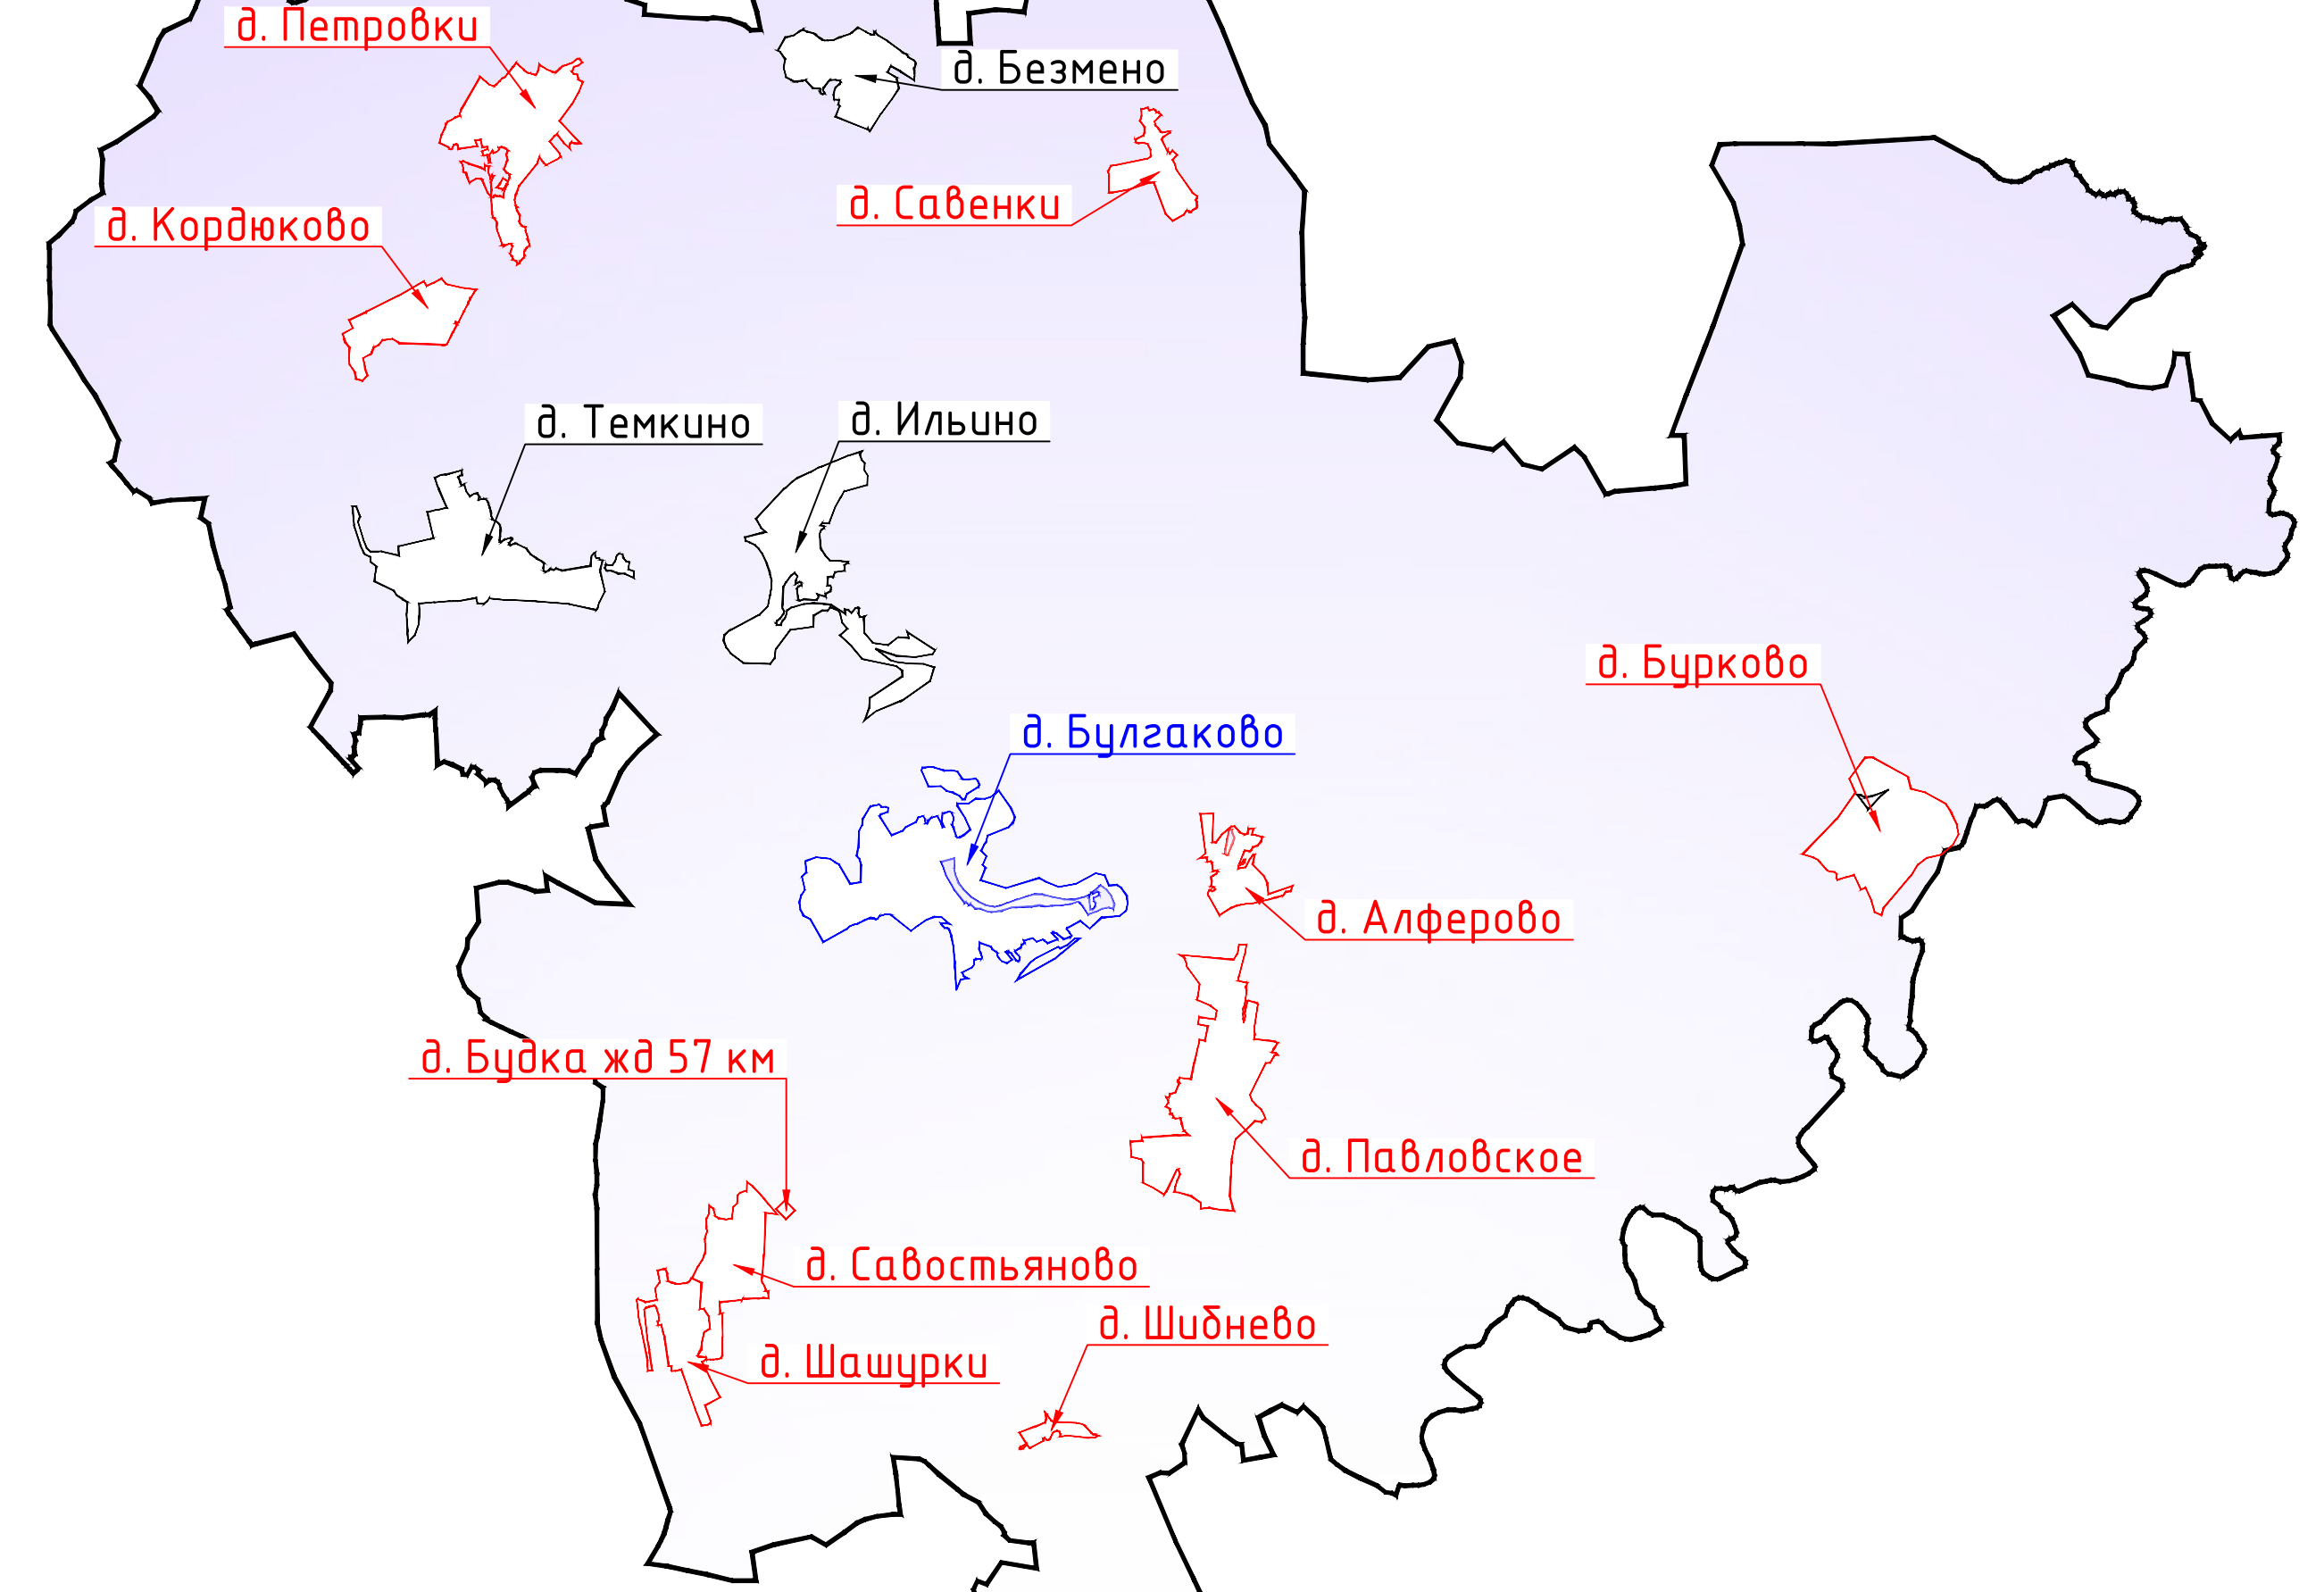 д. Петровки
д. Безмено
д. Савенки
д. Кордюково
д. Темкино
д. Ильино
д. Бурково
д. Булгаково
д. Алферово
д. Будка жд 57 км
д. Павловское
д. Савостьяново
д. Шибнево
д. Шашурки